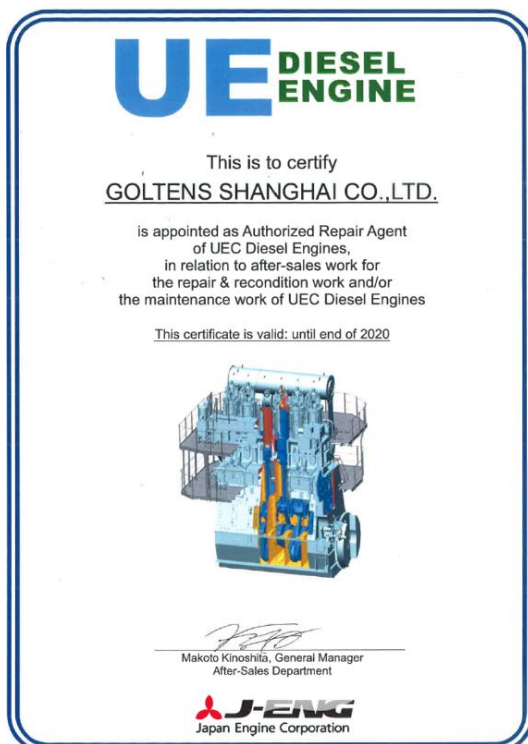 UE DIESEL ENGINE
This is to certify
GOLTENS SHANGHAI CO.,LTD.
is appointed as Authorized Repair Agent
of UEC Diesel Engines,
in relation to after-sales work for
the repair & recondition work and/or
the maintenance work of UEC Diesel Engines
This certificate is valid: until end of 2020
Makoto Kinoshita, General Manager
After-Sales Department
J-ENG
Japan Engine Corporation